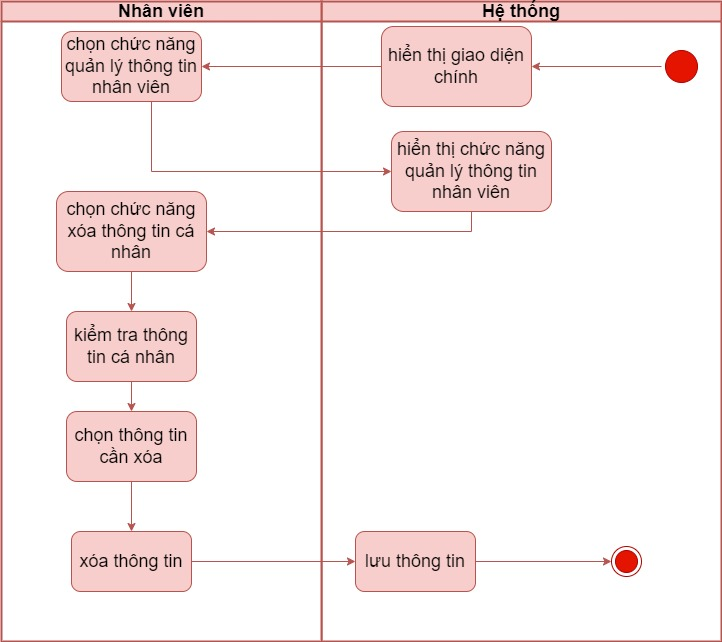 Nhân viên
Hệ thống
chọn chức năng
quản lý thông tin
nhân viên
hiển thị giao diện
chính
hiển thị chức năng
quản lý thông tin
nhân viên
chọn chức năng
xóa thông tin cá
nhân
kiểm tra thông
tin cá nhân
chọn thông tin
cần xóa
xóa thông tin
lưu thông tin